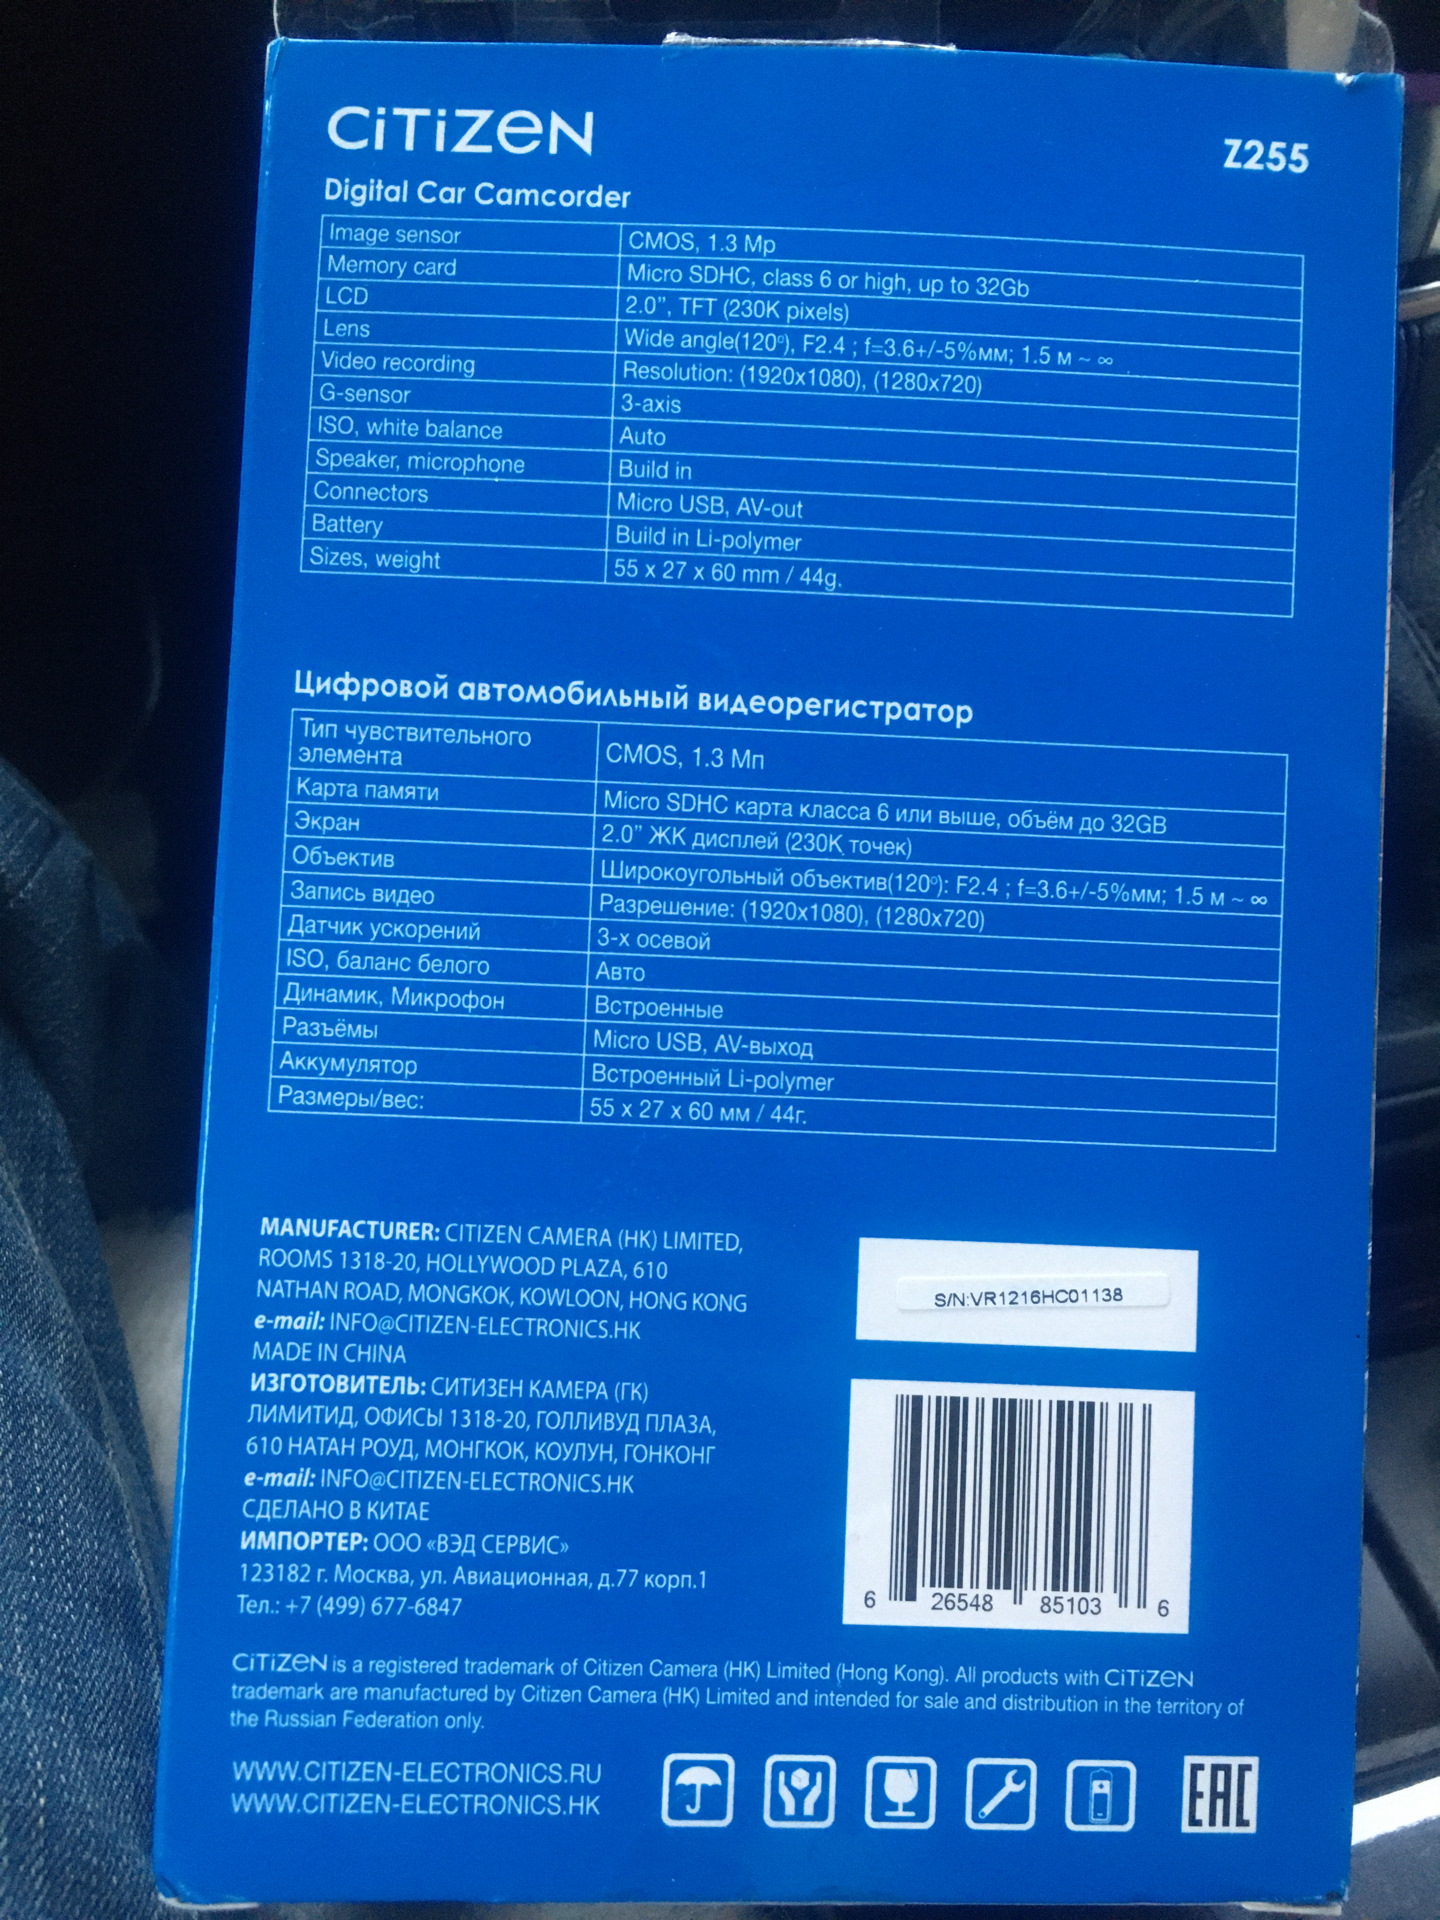 CITIZEN
Z255
Digital Car Camcorder
Image sensor CMOS, 1.3 Mp
Memory card Micro SDHC, class 6 or high, up to 32Gb
LCD 2.0”, TFT (230K pixels)
Lens Wide angle(120º), F2.4 ; f=3.6+/-5%мм; 1.5 м ~ ∞
Video recording Resolution: (1920x1080), (1280x720)
G-sensor 3-axis
ISO, white balance Auto
Speaker, microphone Build in
Connectors Micro USB, AV-out
Battery Build in Li-polymer
Sizes, weight 55 x 27 x 60 mm / 44g.
Цифровой автомобильный видеорегистратор
Тип чувствительного
элемента CMOS, 1.3 Мп
Карта памяти Micro SDHC карта класса 6 или выше, объём до 32GB
Экран 2.0” ЖК дисплей (230K точек)
Объектив Широкоугольный объектив(120º): F2.4 ; f=3.6+/-5%мм; 1.5 м ~ ∞
Запись видео Разрешение: (1920x1080), (1280x720)
Датчик ускорений 3-х осевой
ISO, баланс белого Авто
Динамик, Микрофон Встроенные
Разъёмы Micro USB, AV-выход
Аккумулятор Встроенный Li-polymer
Размеры/вес: 55 x 27 x 60 мм / 44г.
MANUFACTURER: CITIZEN CAMERA (HK) LIMITED,
ROOMS 1318-20, HOLLYWOOD PLAZA, 610
NATHAN ROAD, MONGKOK, KOWLOON, HONG KONG
e-mail: INFO@CITIZEN-ELECTRONICS.HK
MADE IN CHINA
ИЗГОТОВИТЕЛЬ: СИТИЗЕН КАМЕРА (ГК)
ЛИМИТИД, ОФИСЫ 1318-20, ГОЛЛИВУД ПЛАЗА,
610 НАТАН РОУД, МОНГКОК, КОУЛУН, ГОНКОНГ
e-mail: INFO@CITIZEN-ELECTRONICS.HK
СДЕЛАНО В КИТАЕ
ИМПОРТЕР: ООО «ВЭД СЕРВИС»
123182 г. Москва, ул. Авиационная, д.77 корп.1
Тел.: +7 (499) 677-6847
S/N:VR1216HC01138
6 26548 85103 6
CITIZEN is a registered trademark of Citizen Camera (HK) Limited (Hong Kong). All products with CITIZEN
trademark are manufactured by Citizen Camera (HK) Limited and intended for sale and distribution in the territory of
the Russian Federation only.
WWW.CITIZEN-ELECTRONICS.RU
WWW.CITIZEN-ELECTRONICS.HK
EAC